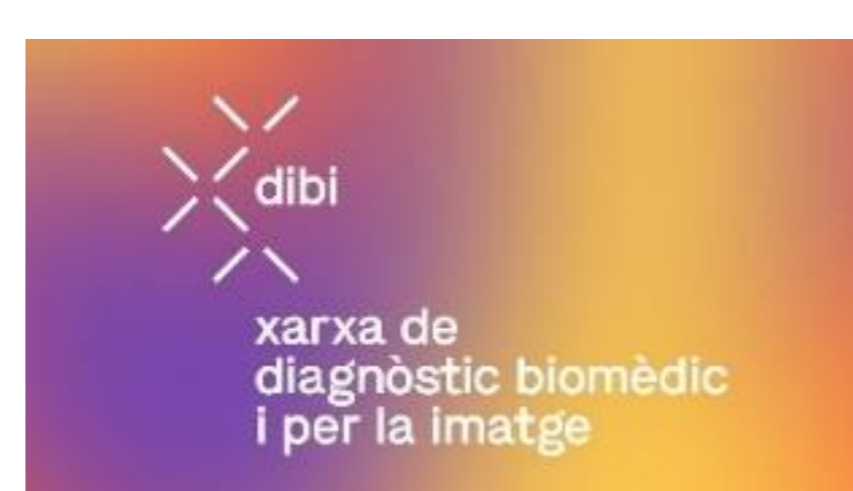 dibi
xarxa de
diagnòstic biomèdic
i per la imatge